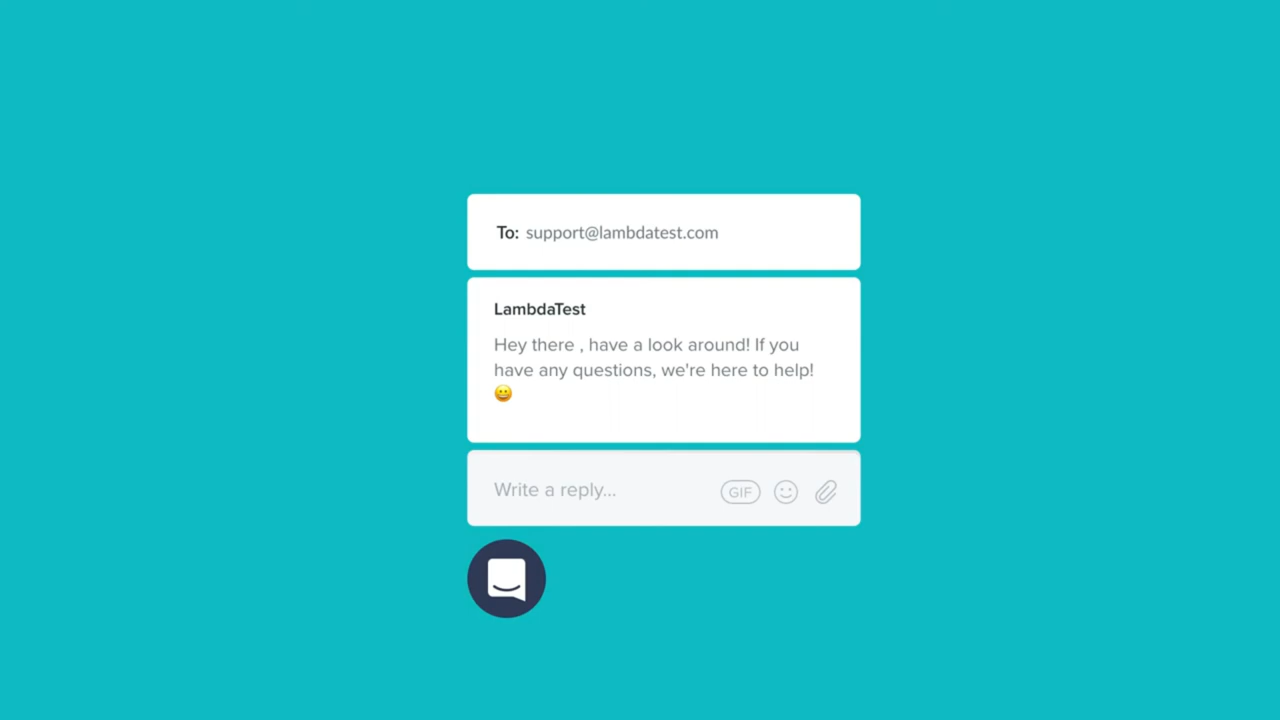 To: support@lambdatest.com
LambdaTest
Hey there , have a look around! If you
have any questions, we're here to help!
😀
Write a reply...
GIF